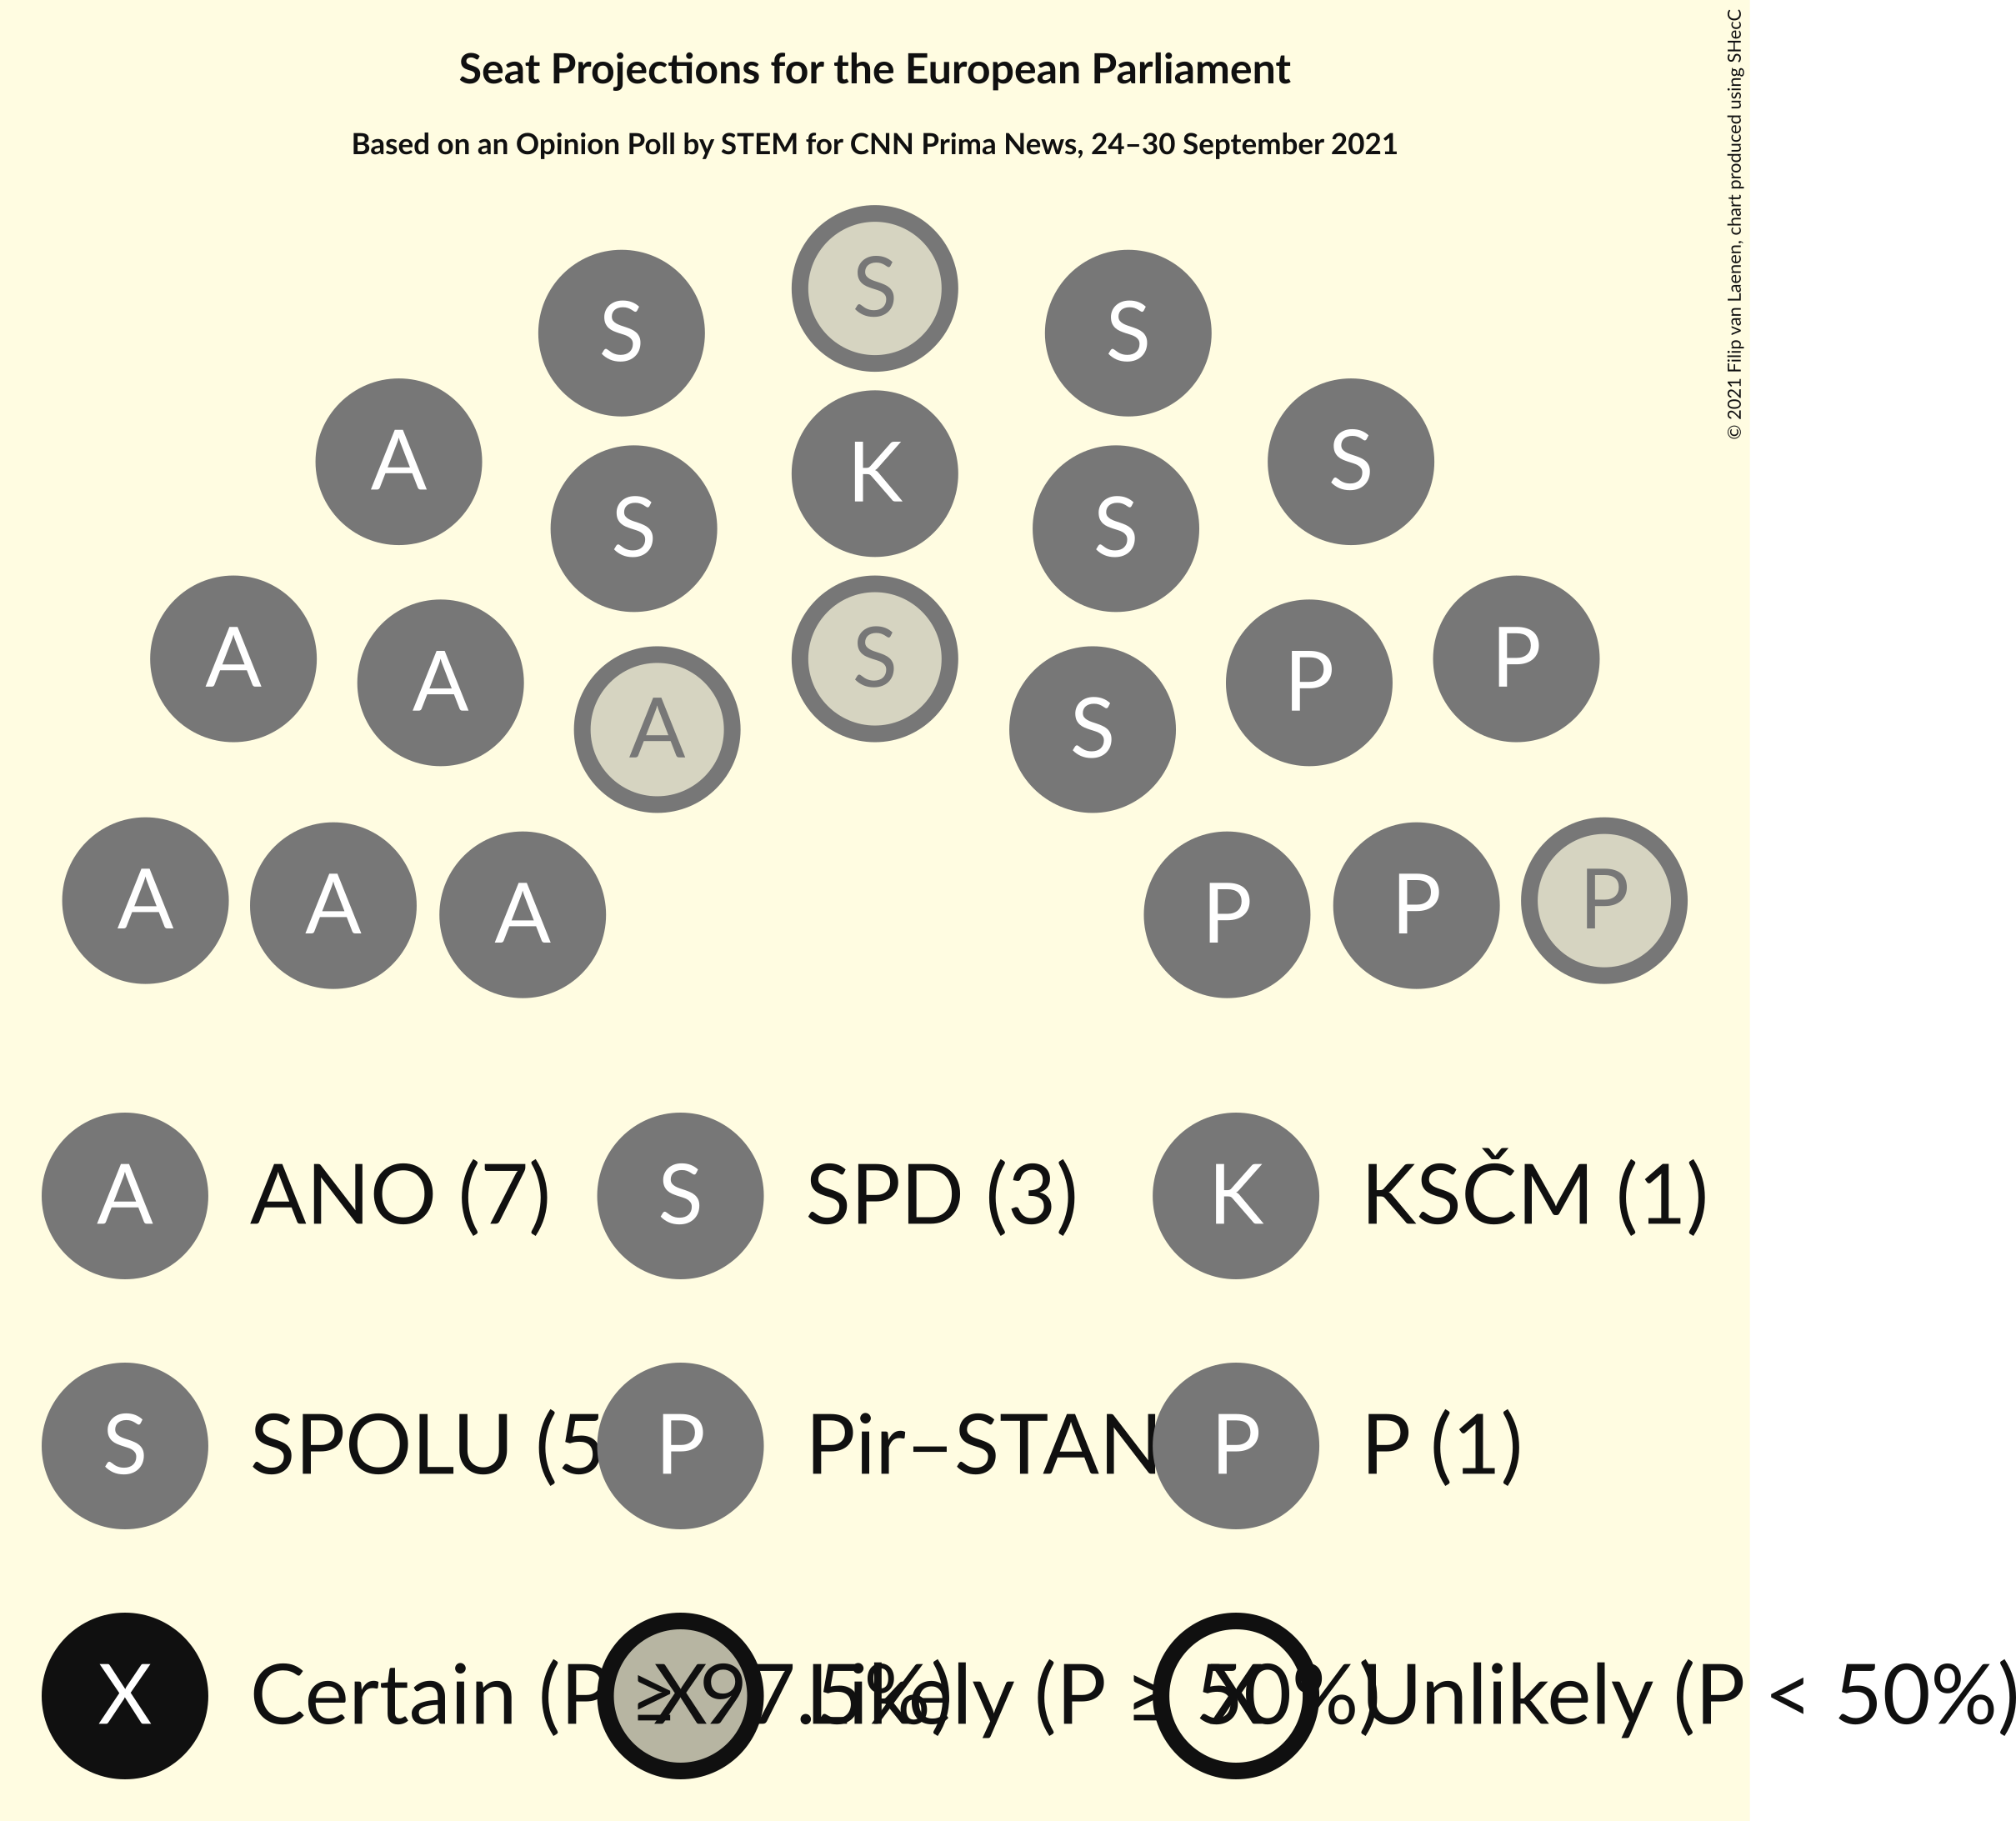 Seat Projections for the European Parliament
Based on an Opinion Poll by STEM for CNN Prima News, 24–30 September 2021
© 2021 Filip van Laenen, chart produced using SHecC
S S S
A S K S S
A A A S S P P
A A A P P P
A ANO (7) S SPD (3) K KSČM (1)
S SPOLU (5 P Pir–STAN P P (1)
X Certain (P ≥ 97.5%) X Likely (P ≥ 50%) X Unlikely (P < 50%)